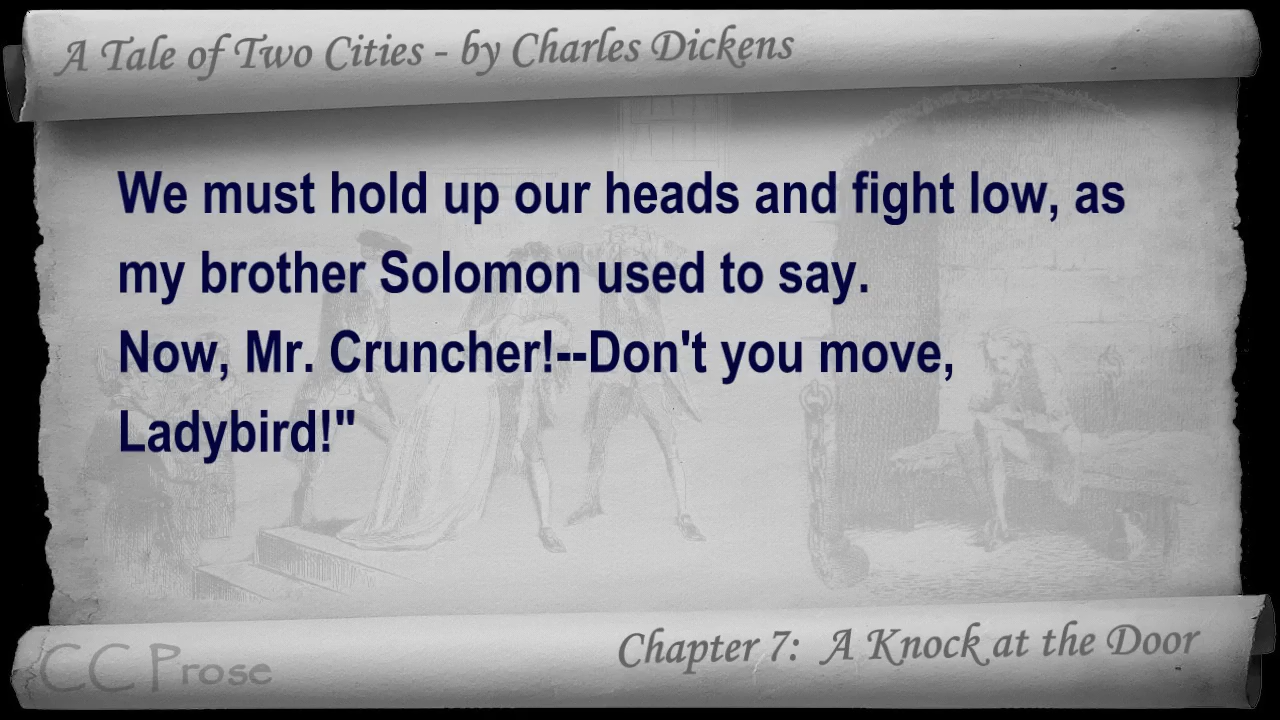 A Tale of Two Cities - by Charles Dickens
We must hold up our heads and fight low, as
my brother Solomon used to say.
Now, Mr. Cruncher!--Don't you move,
Ladybird!"
Chapter 7: A Knock at the Door
CC Prose